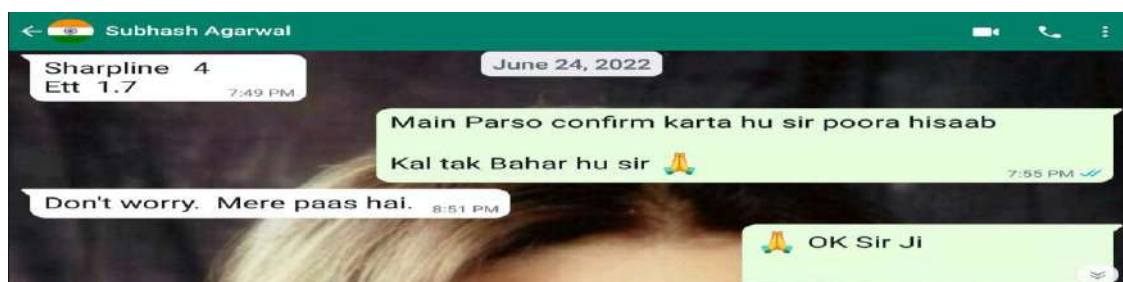 Subhash Agarwal
June 24, 2022
Sharpline 4
Ett 1.7
7:49 PM
Main Parso confirm karta hu sir poora hisaab
Kal tak Bahar hu sir 🙏
7:55 PM
Don't worry. Mere paas hai. 8:51 PM
🙏 OK Sir Ji